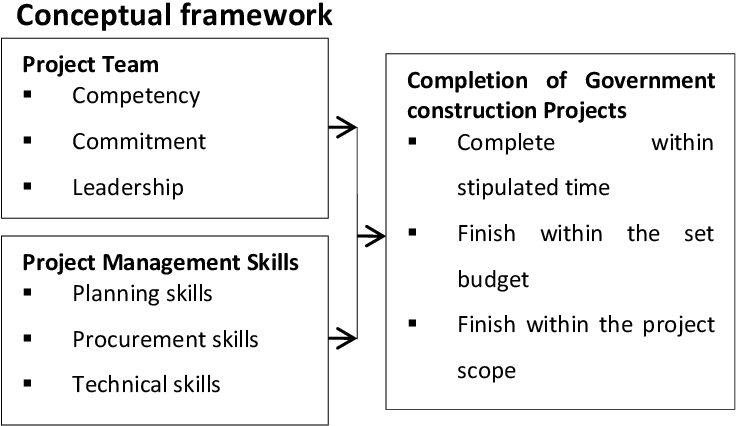 Conceptual framework
Project Team
▪ Competency
▪ Commitment
▪ Leadership
Project Management Skills
▪ Planning skills
▪ Procurement skills
▪ Technical skills
Completion of Government
construction Projects
▪ Complete within
stipulated time
▪ Finish within the set
budget
▪ Finish within the project
scope